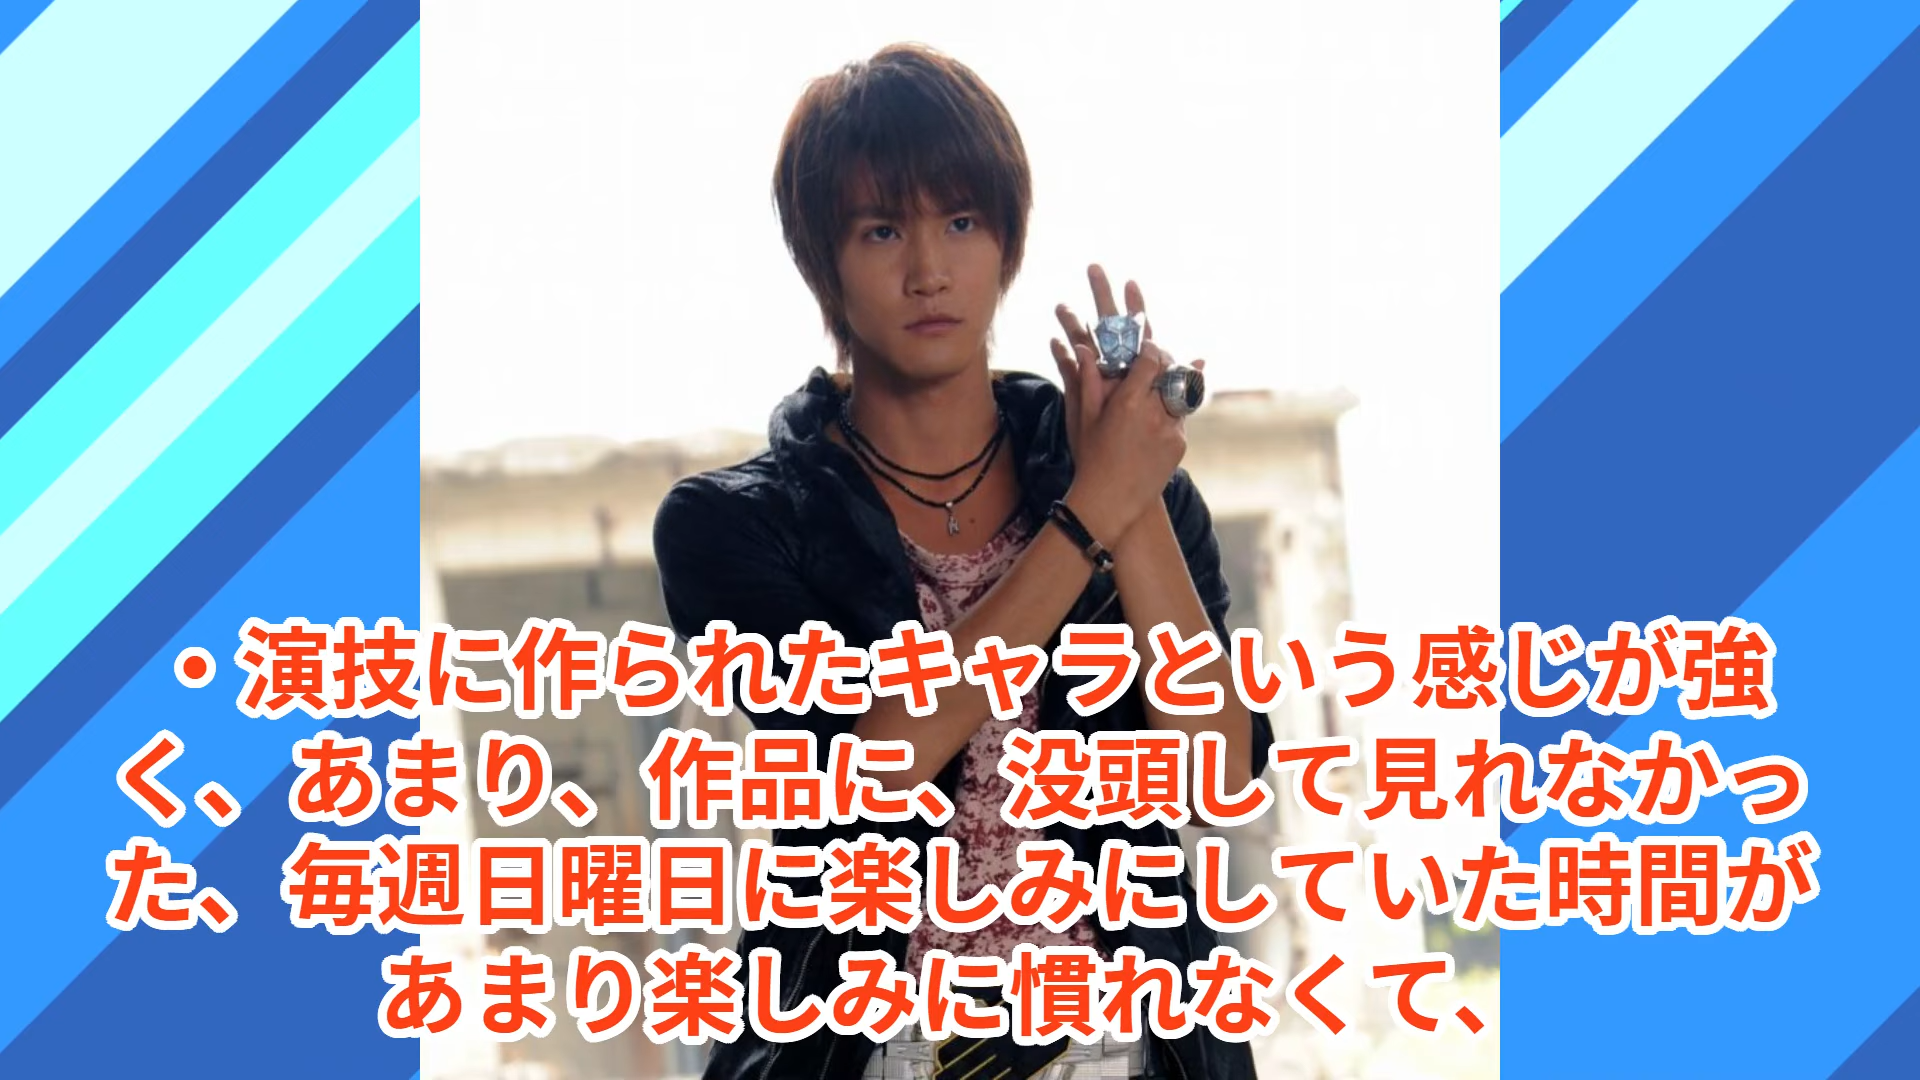 ・演技に作られたキャラという感じが強
く、あまり、作品に、没頭して見れなかっ
た、毎週日曜日に楽しみにしていた時間が
あまり楽しみに慣れなくて、